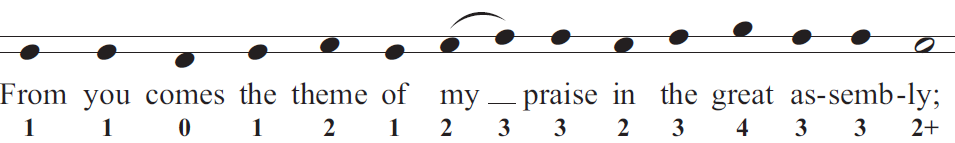 From you comes the theme of my __ praise in the great as-semb-ly;
1 1 0 1 2 1 2 3 3 2 3 4 3 3 2+